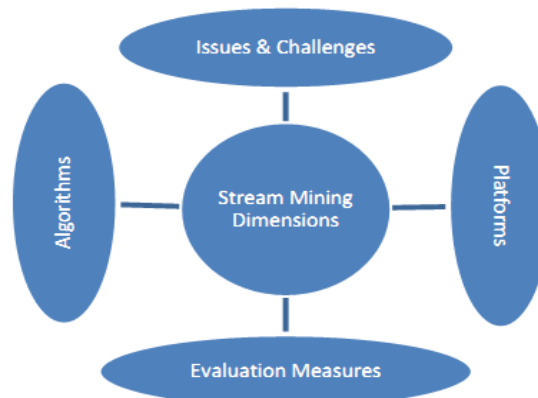 Issues & Challenges
Algorithms
Stream Mining
Dimensions
Platforms
Evaluation Measures